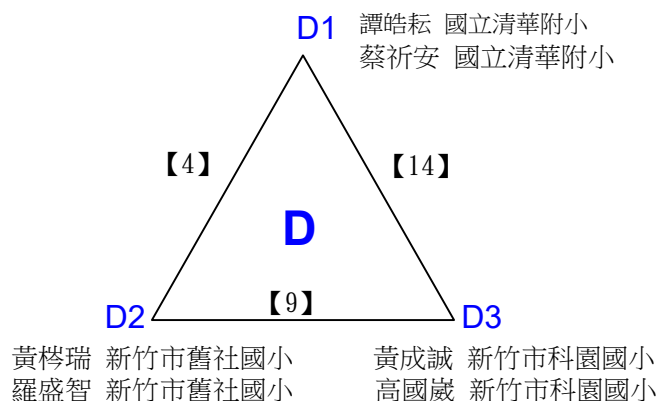 D1 譚皓耘 國立清華附小
蔡祈安 國立清華附小
【4】 【14】
D
【9】
D2 D3
黃梣瑞 新竹市舊社國小 黃成誠 新竹市科園國小
羅盛智 新竹市舊社國小 高國崴 新竹市科園國小